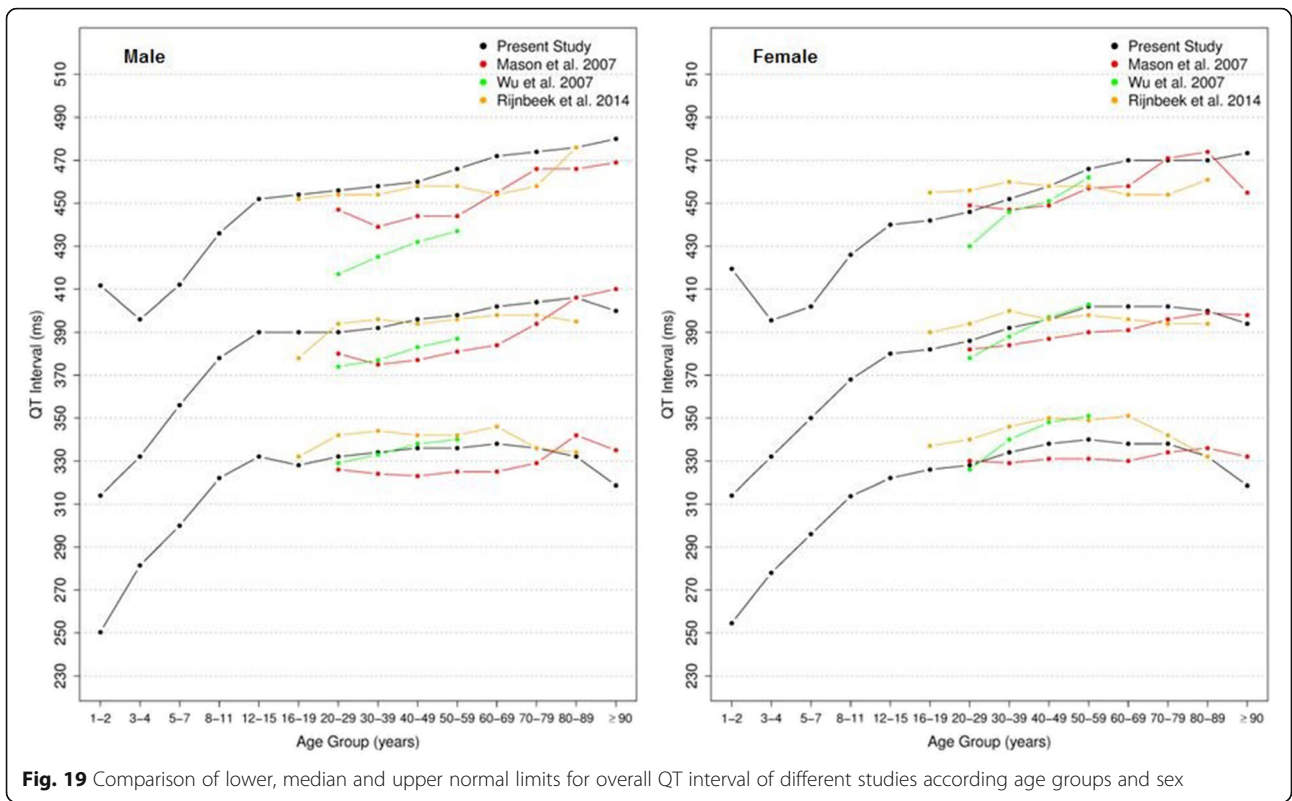 Male
Present Study
Mason et al. 2007
Wu et al. 2007
Rijnbeek et al. 2014
510
490
470
450
430
410
390
370
350
330
310
290
270
250
230
QT Interval (ms)
1–2 3–4 5–7 8–11 12–15 16–19 20–29 30–39 40–49 50–59 60–69 70–79 80–89 ≥90
Age Group (years)
Female
Present Study
Mason et al. 2007
Wu et al. 2007
Rijnbeek et al. 2014
510
490
470
450
430
410
390
370
350
330
310
290
270
250
230
QT Interval (ms)
1–2 3–4 5–7 8–11 12–15 16–19 20–29 30–39 40–49 50–59 60–69 70–79 80–89 ≥90
Age Group (years)
Fig. 19 Comparison of lower, median and upper normal limits for overall QT interval of different studies according age groups and sex